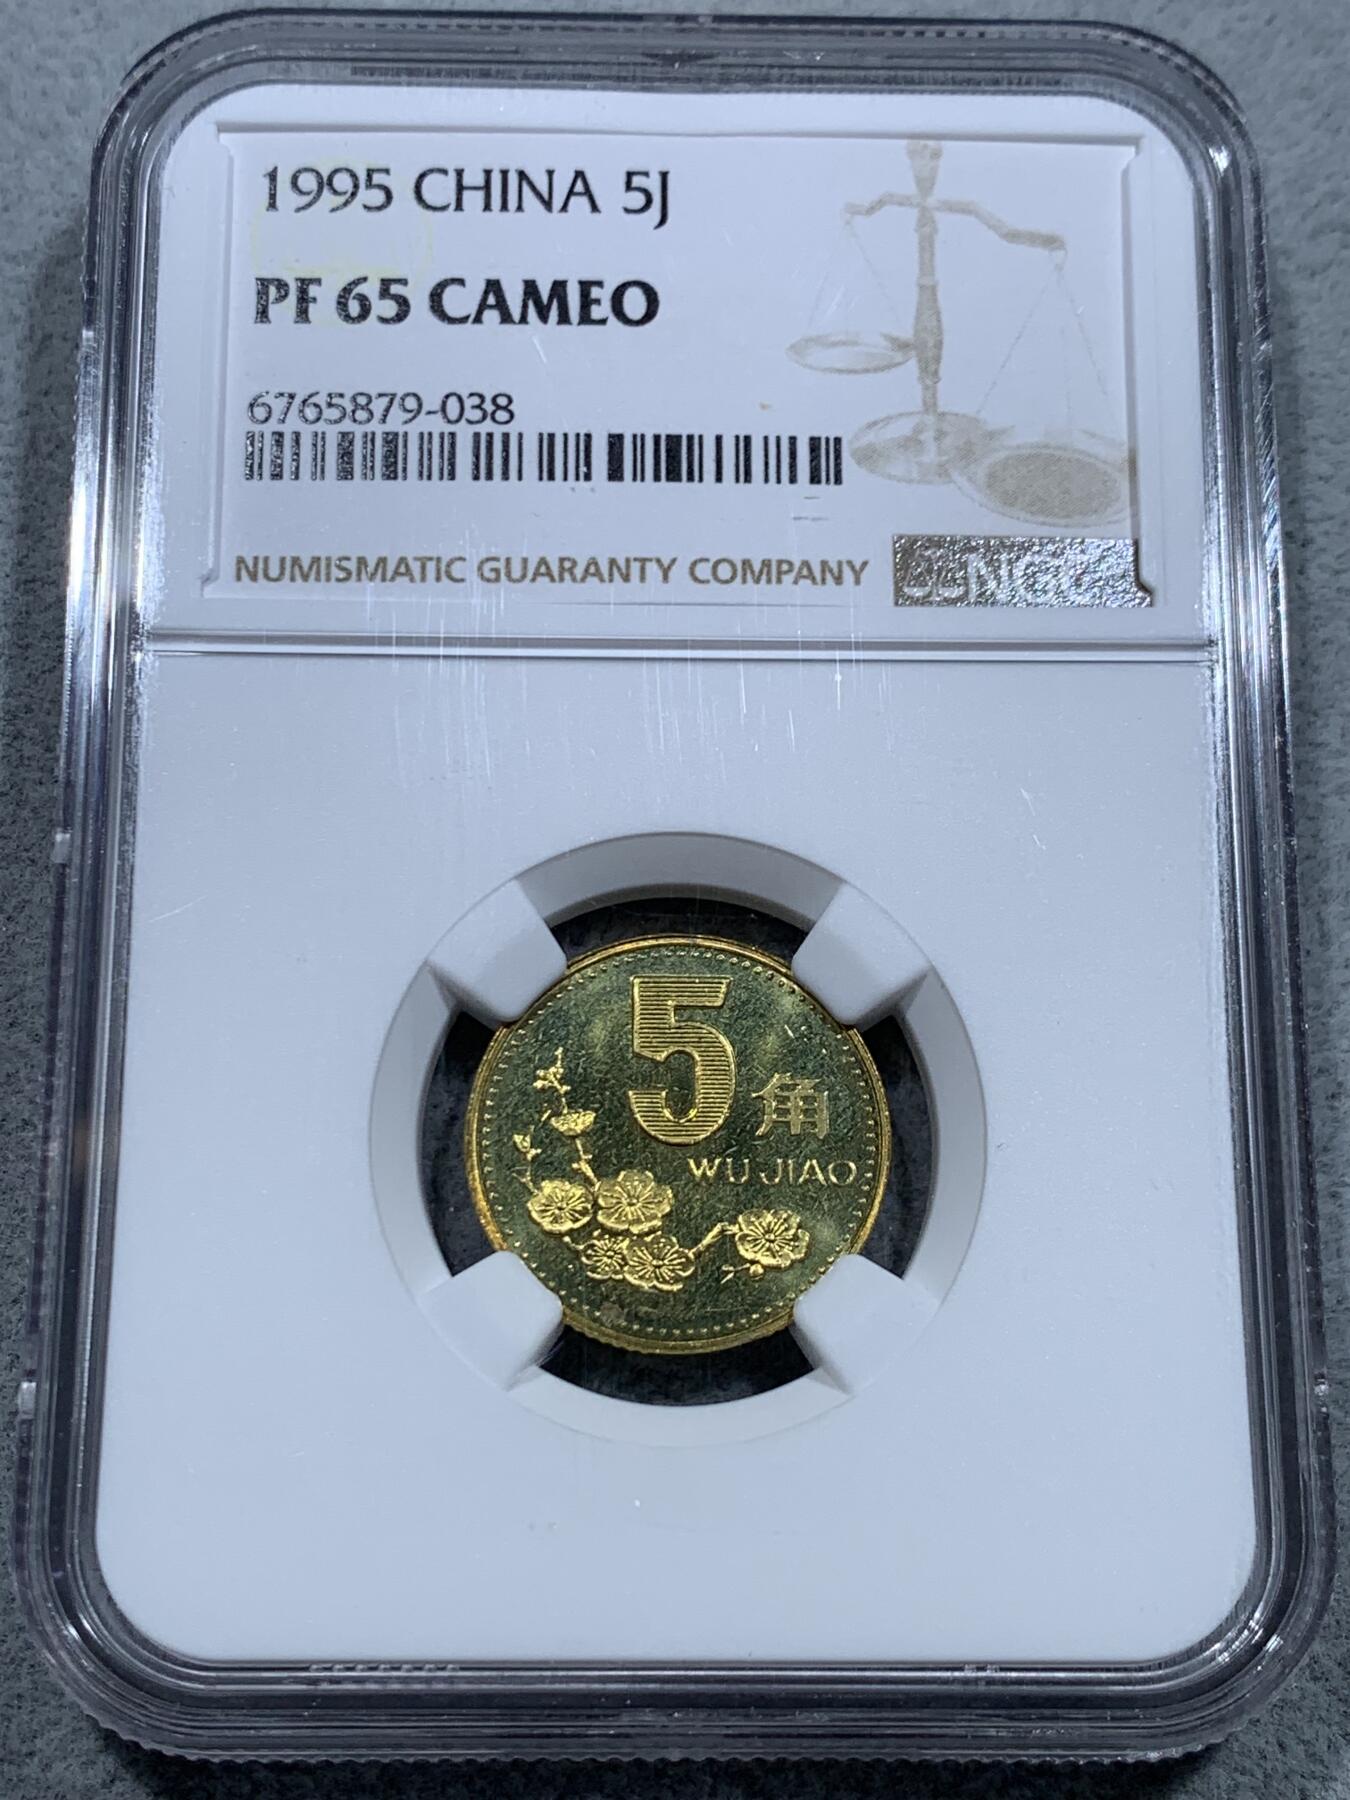 1995 CHINA 5J
PF 65 CAMEO
6765879-038
NUMISMATIC GUARANTY COMPANY
NGC
5角
WU JIAO